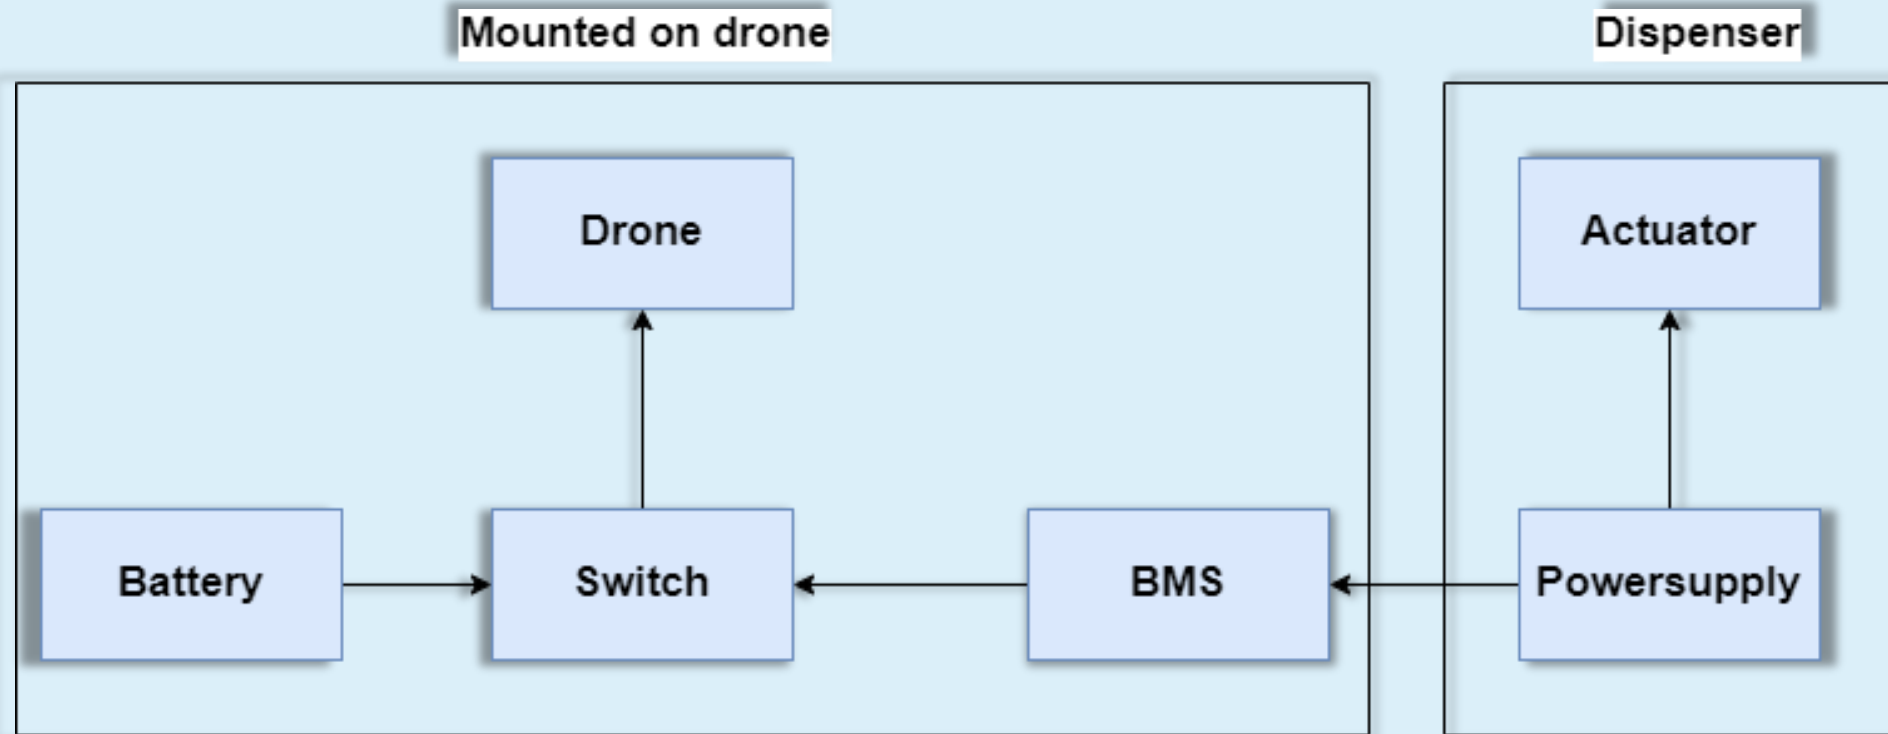 Mounted on drone
Dispenser
Drone
Actuator
Battery
Switch
BMS
Powersupply